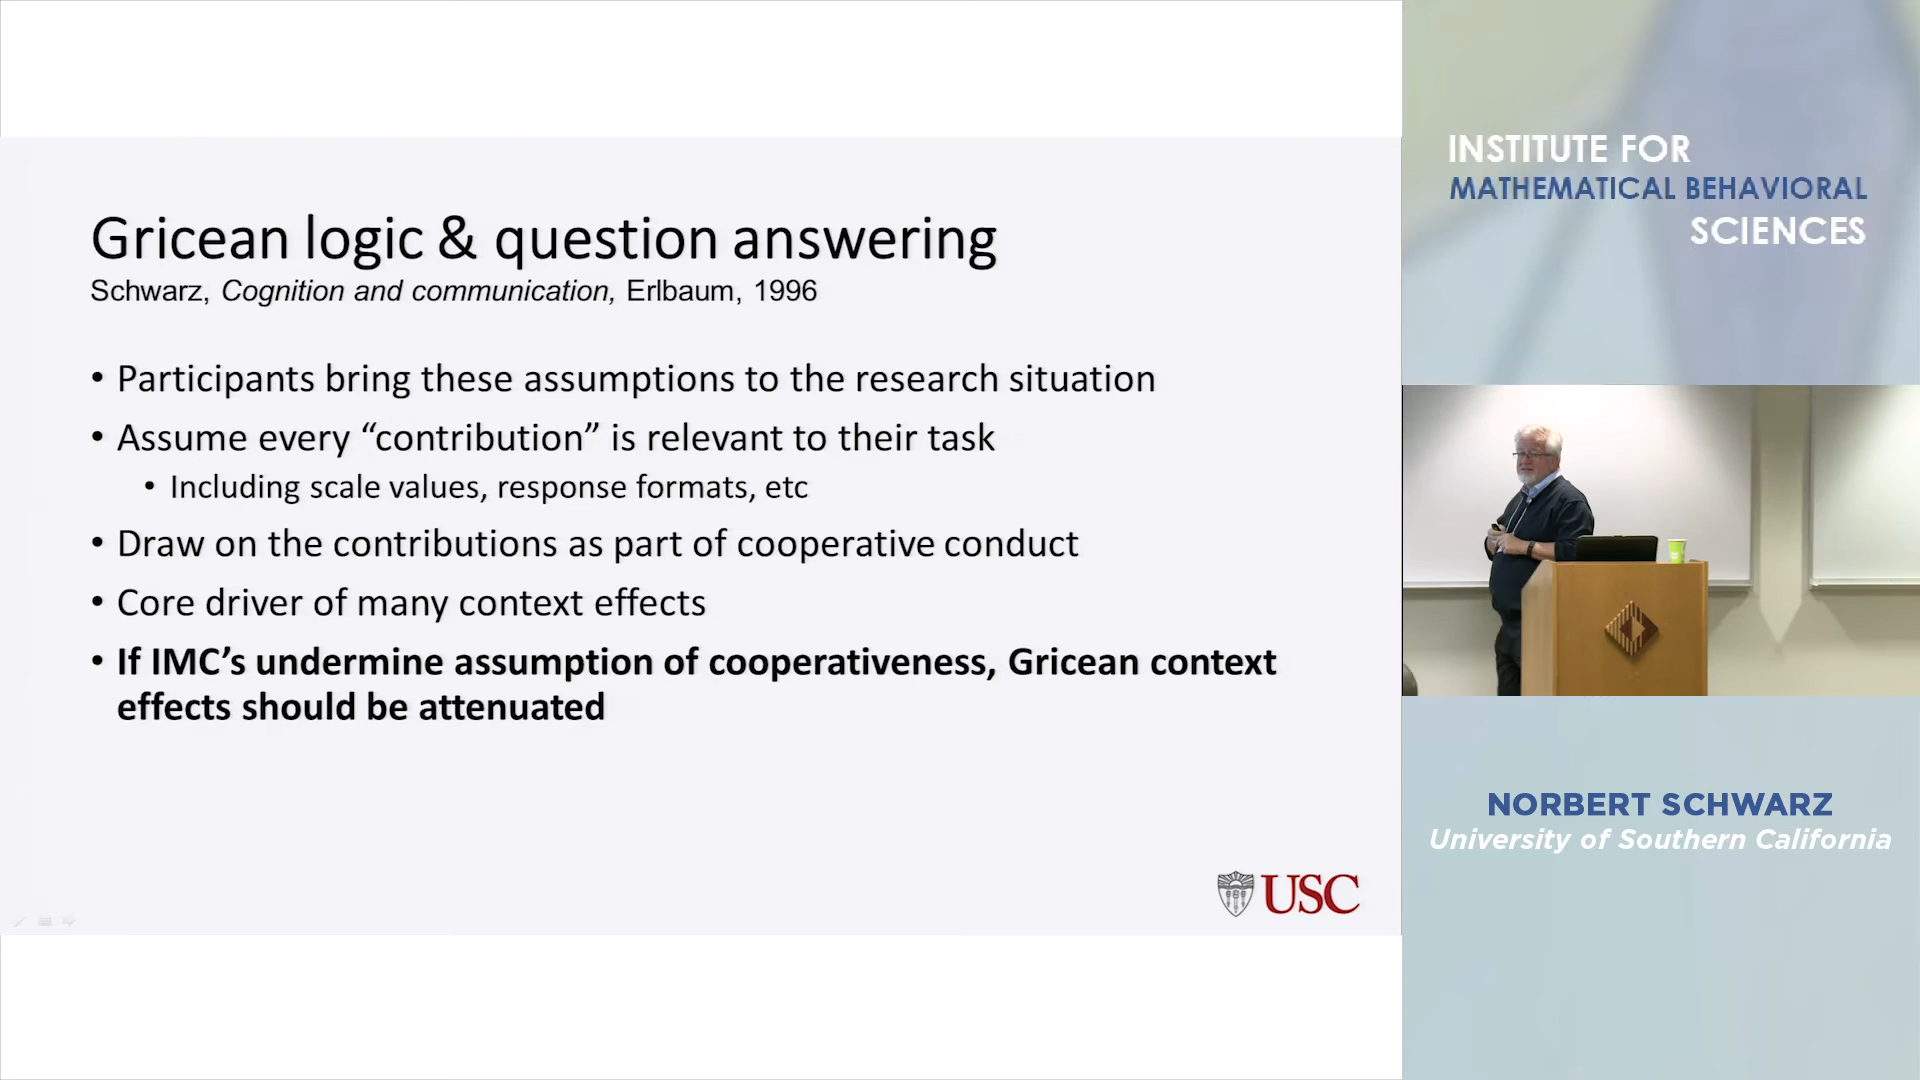 Gricean logic & question answering
Schwarz, Cognition and communication, Erlbaum, 1996
• Participants bring these assumptions to the research situation
• Assume every “contribution” is relevant to their task
• Including scale values, response formats, etc
• Draw on the contributions as part of cooperative conduct
• Core driver of many context effects
• If IMC’s undermine assumption of cooperativeness, Gricean context
effects should be attenuated
USC
INSTITUTE FOR
MATHEMATICAL BEHAVIORAL
SCIENCES
NORBERT SCHWARZ
University of Southern California